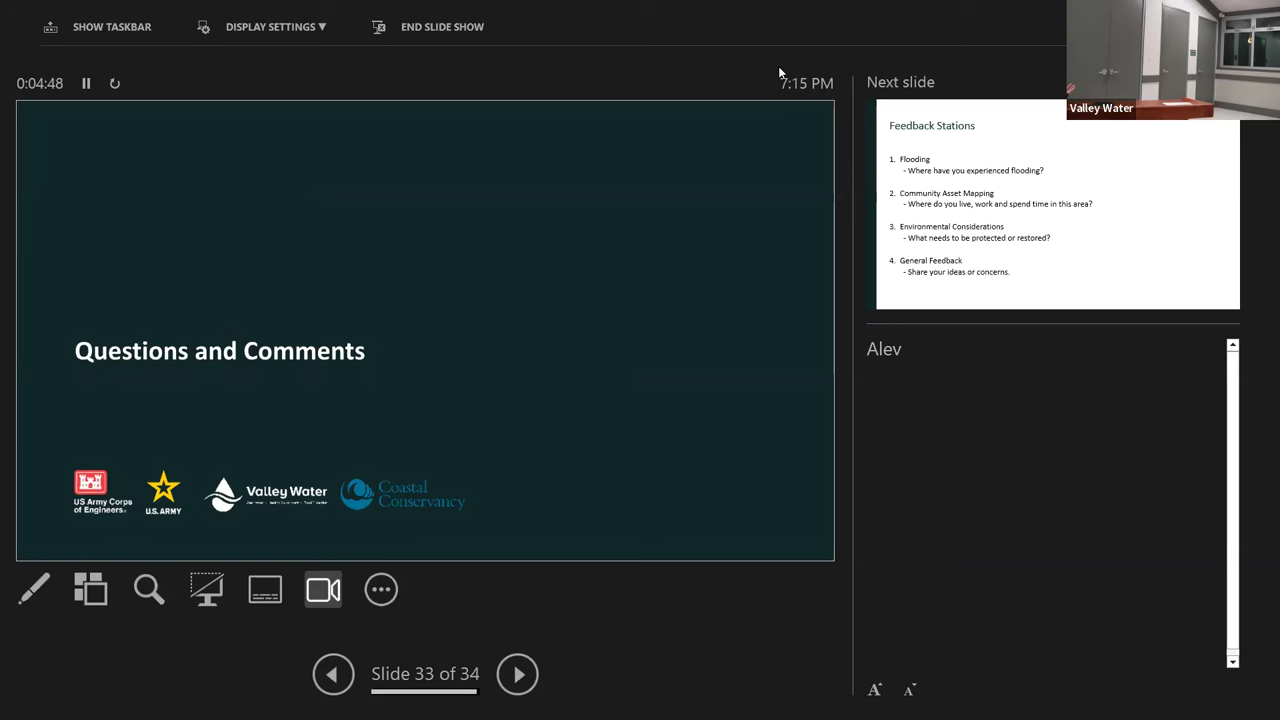 SHOW TASKBAR
DISPLAY SETTINGS ▼
END SLIDE SHOW
0:04:48
7:15 PM
Questions and Comments
US Army Corps
of Engineers®
U.S. ARMY
Valley Water
Coastal
Conservancy
Slide 33 of 34
Next slide
Valley Water
Feedback Stations
1. Flooding
- Where have you experienced flooding?
2. Community Asset Mapping
- Where do you live, work and spend time in this area?
3. Environmental Considerations
- What needs to be protected or restored?
4. General Feedback
- Share your ideas or concerns.
Alev
A
A